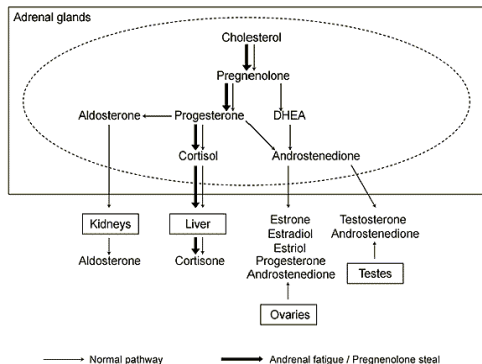 Adrenal glands
Cholesterol
Pregnenolone
Aldosterone Progesterone DHEA
Cortisol Androstenedione
Kidneys Liver Estrone Testosterone
Estradiol Androstenedione
Estriol
Aldosterone Cortisone Progesterone
Androstenedione Testes
Ovaries
Normal pathway Andrenal fatigue / Pregnenolone steal